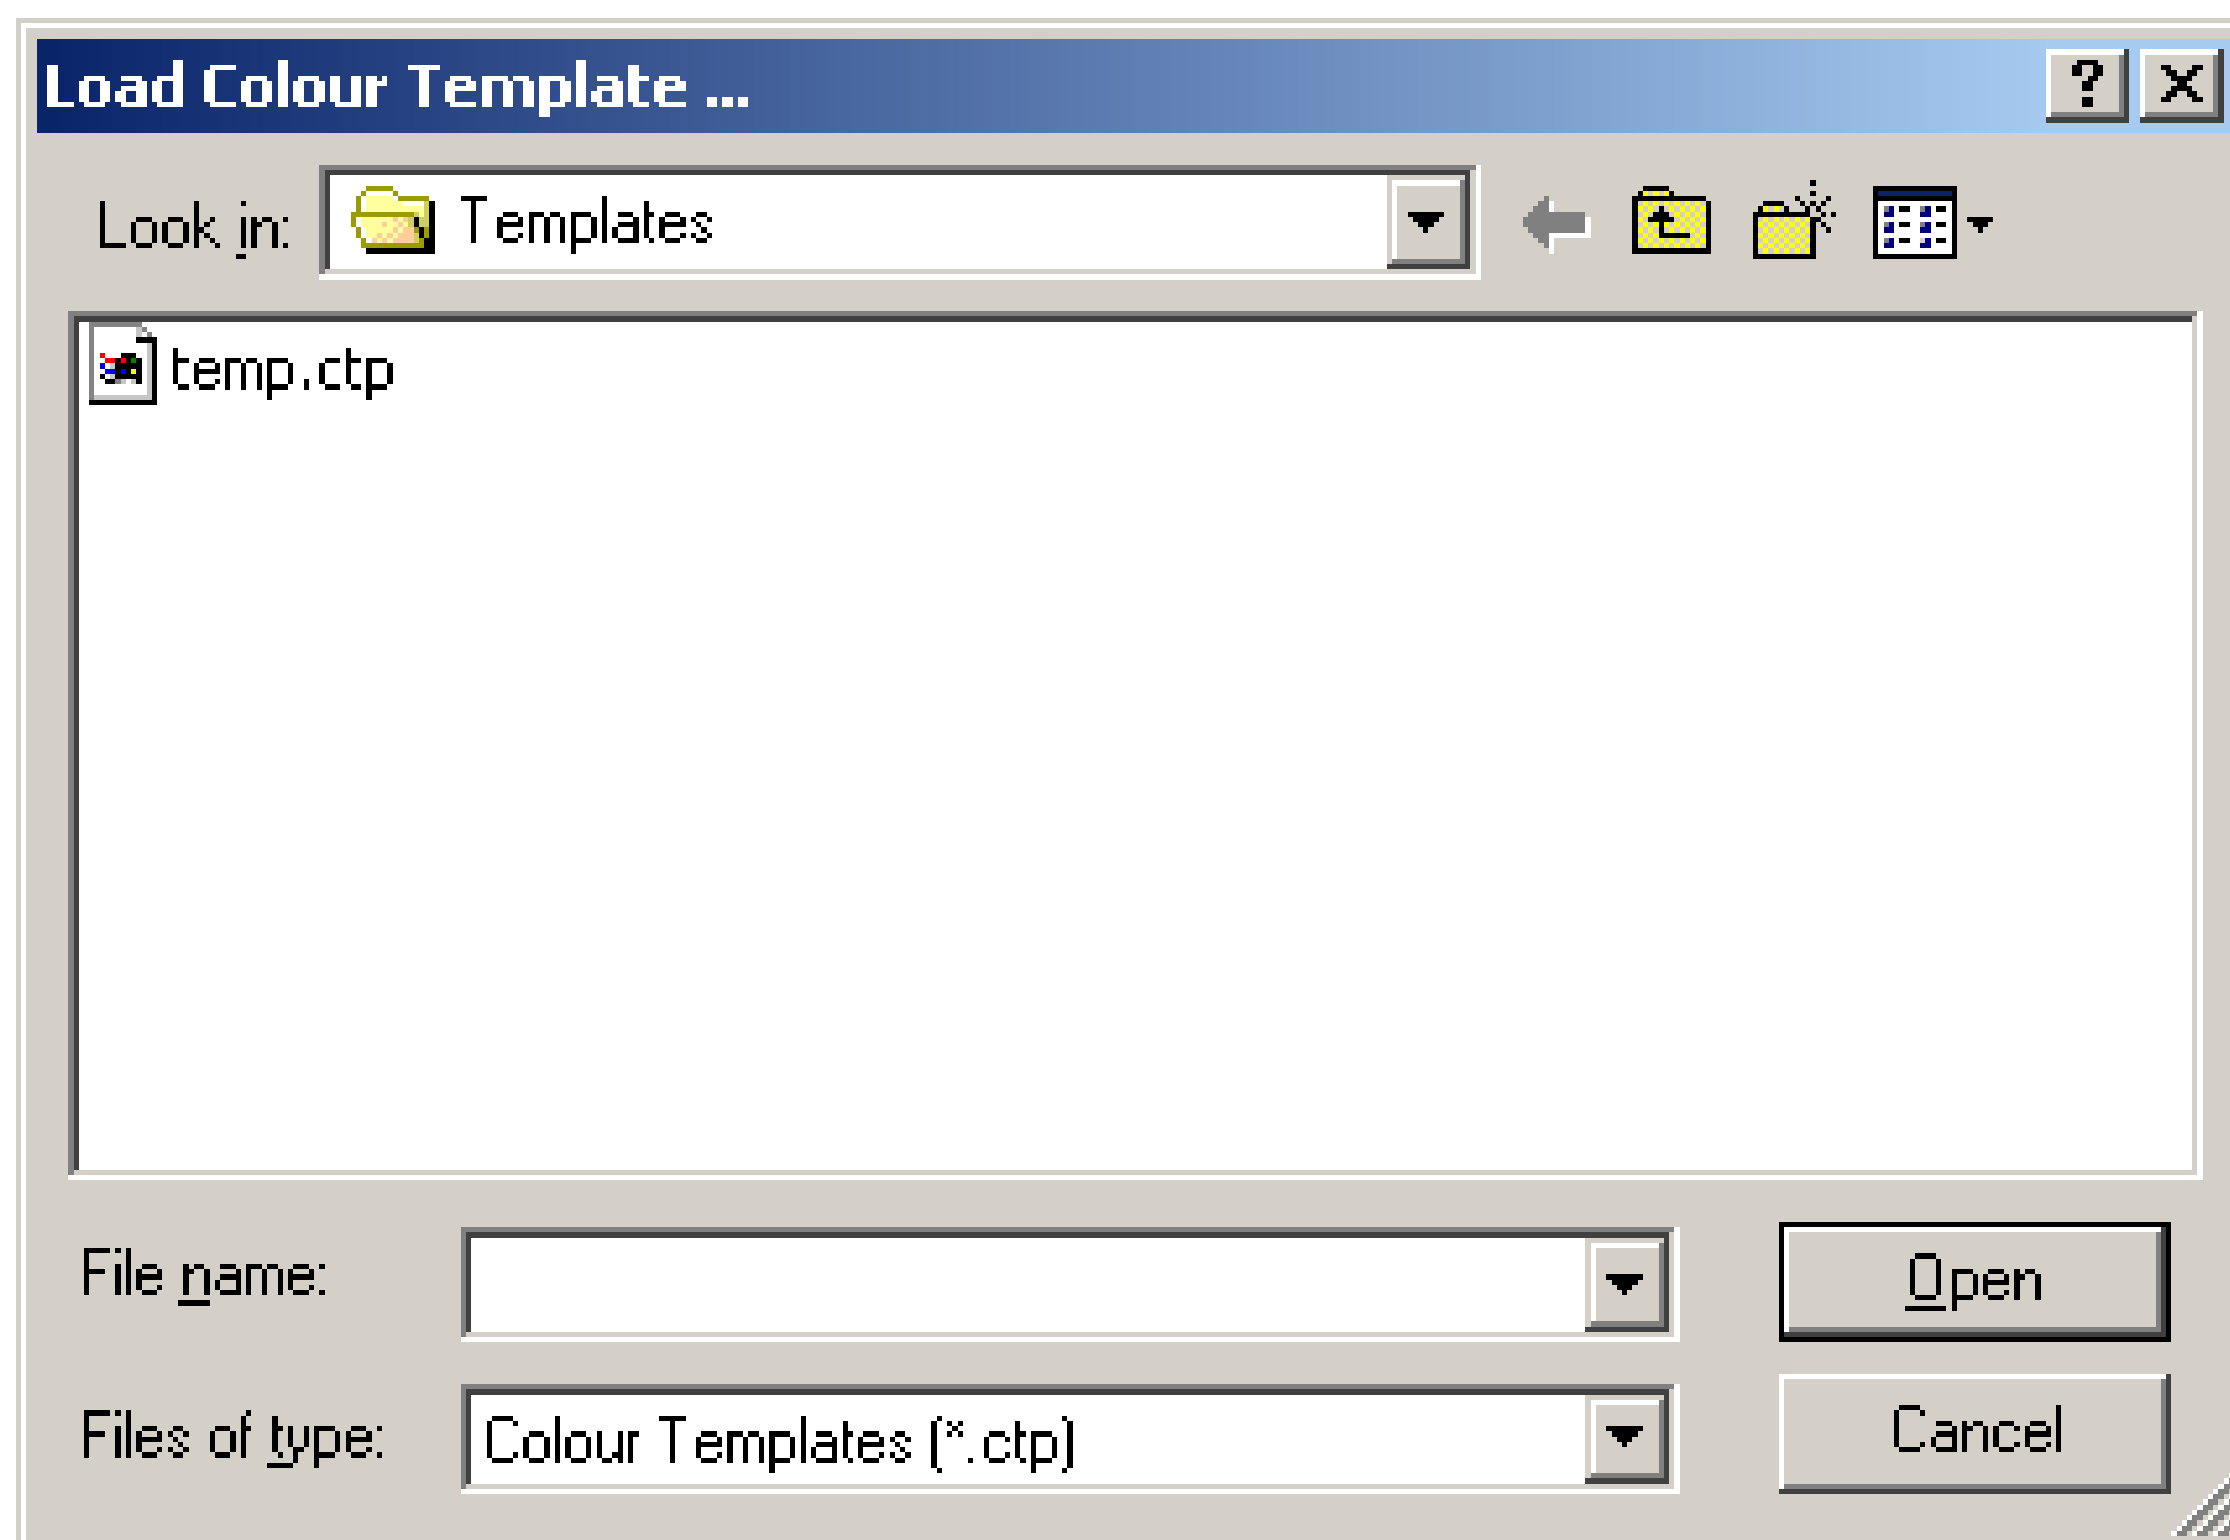 Load Colour Template ...
Look in: Templates
temp.ctp
File name: Open
Files of type: Colour Templates (*.ctp) Cancel